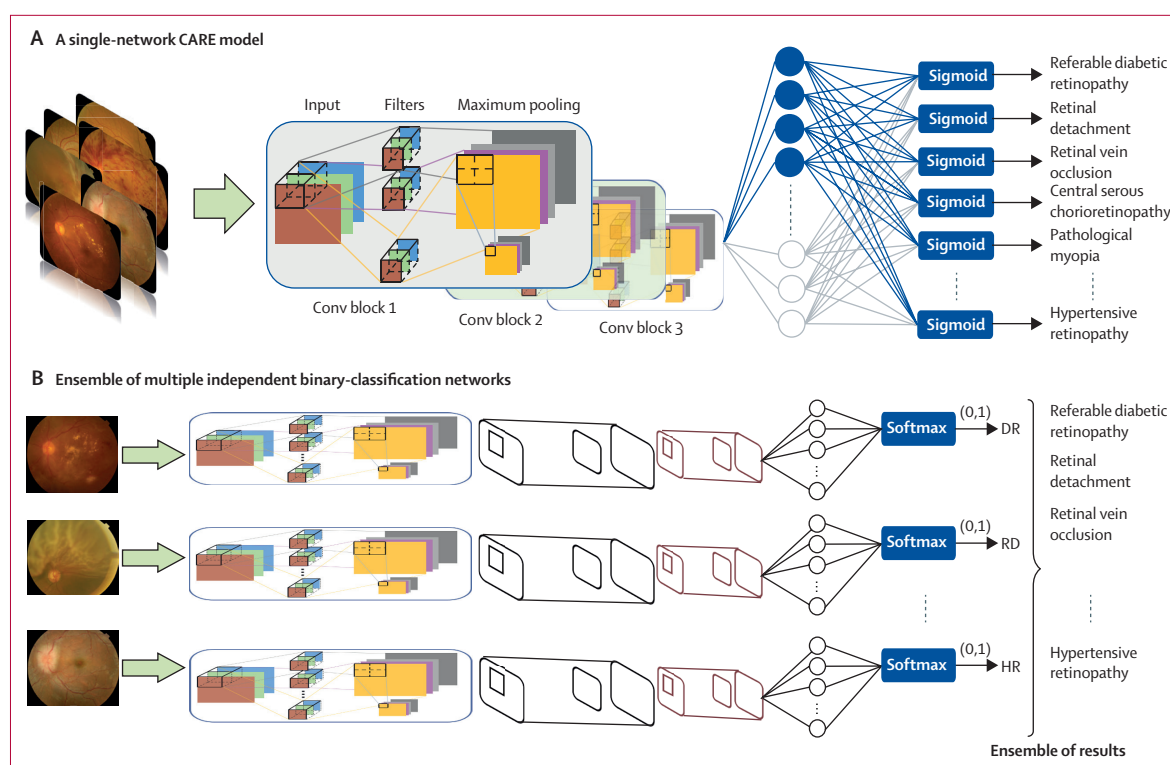 A A single-network CARE model
Input
Filters
Maximum pooling
Conv block 1
Conv block 2
Conv block 3
Sigmoid
Referable diabetic
retinopathy
Sigmoid
Retinal
detachment
Sigmoid
Retinal vein
occlusion
Sigmoid
Central serous
chorioretinopathy
Sigmoid
Pathological
myopia
Sigmoid
Hypertensive
retinopathy
B Ensemble of multiple independent binary-classification networks
Softmax
(0,1)
DR
Softmax
(0,1)
RD
Softmax
(0,1)
HR
Referable diabetic
retinopathy
Retinal
detachment
Retinal vein
occlusion
Hypertensive
retinopathy
Ensemble of results